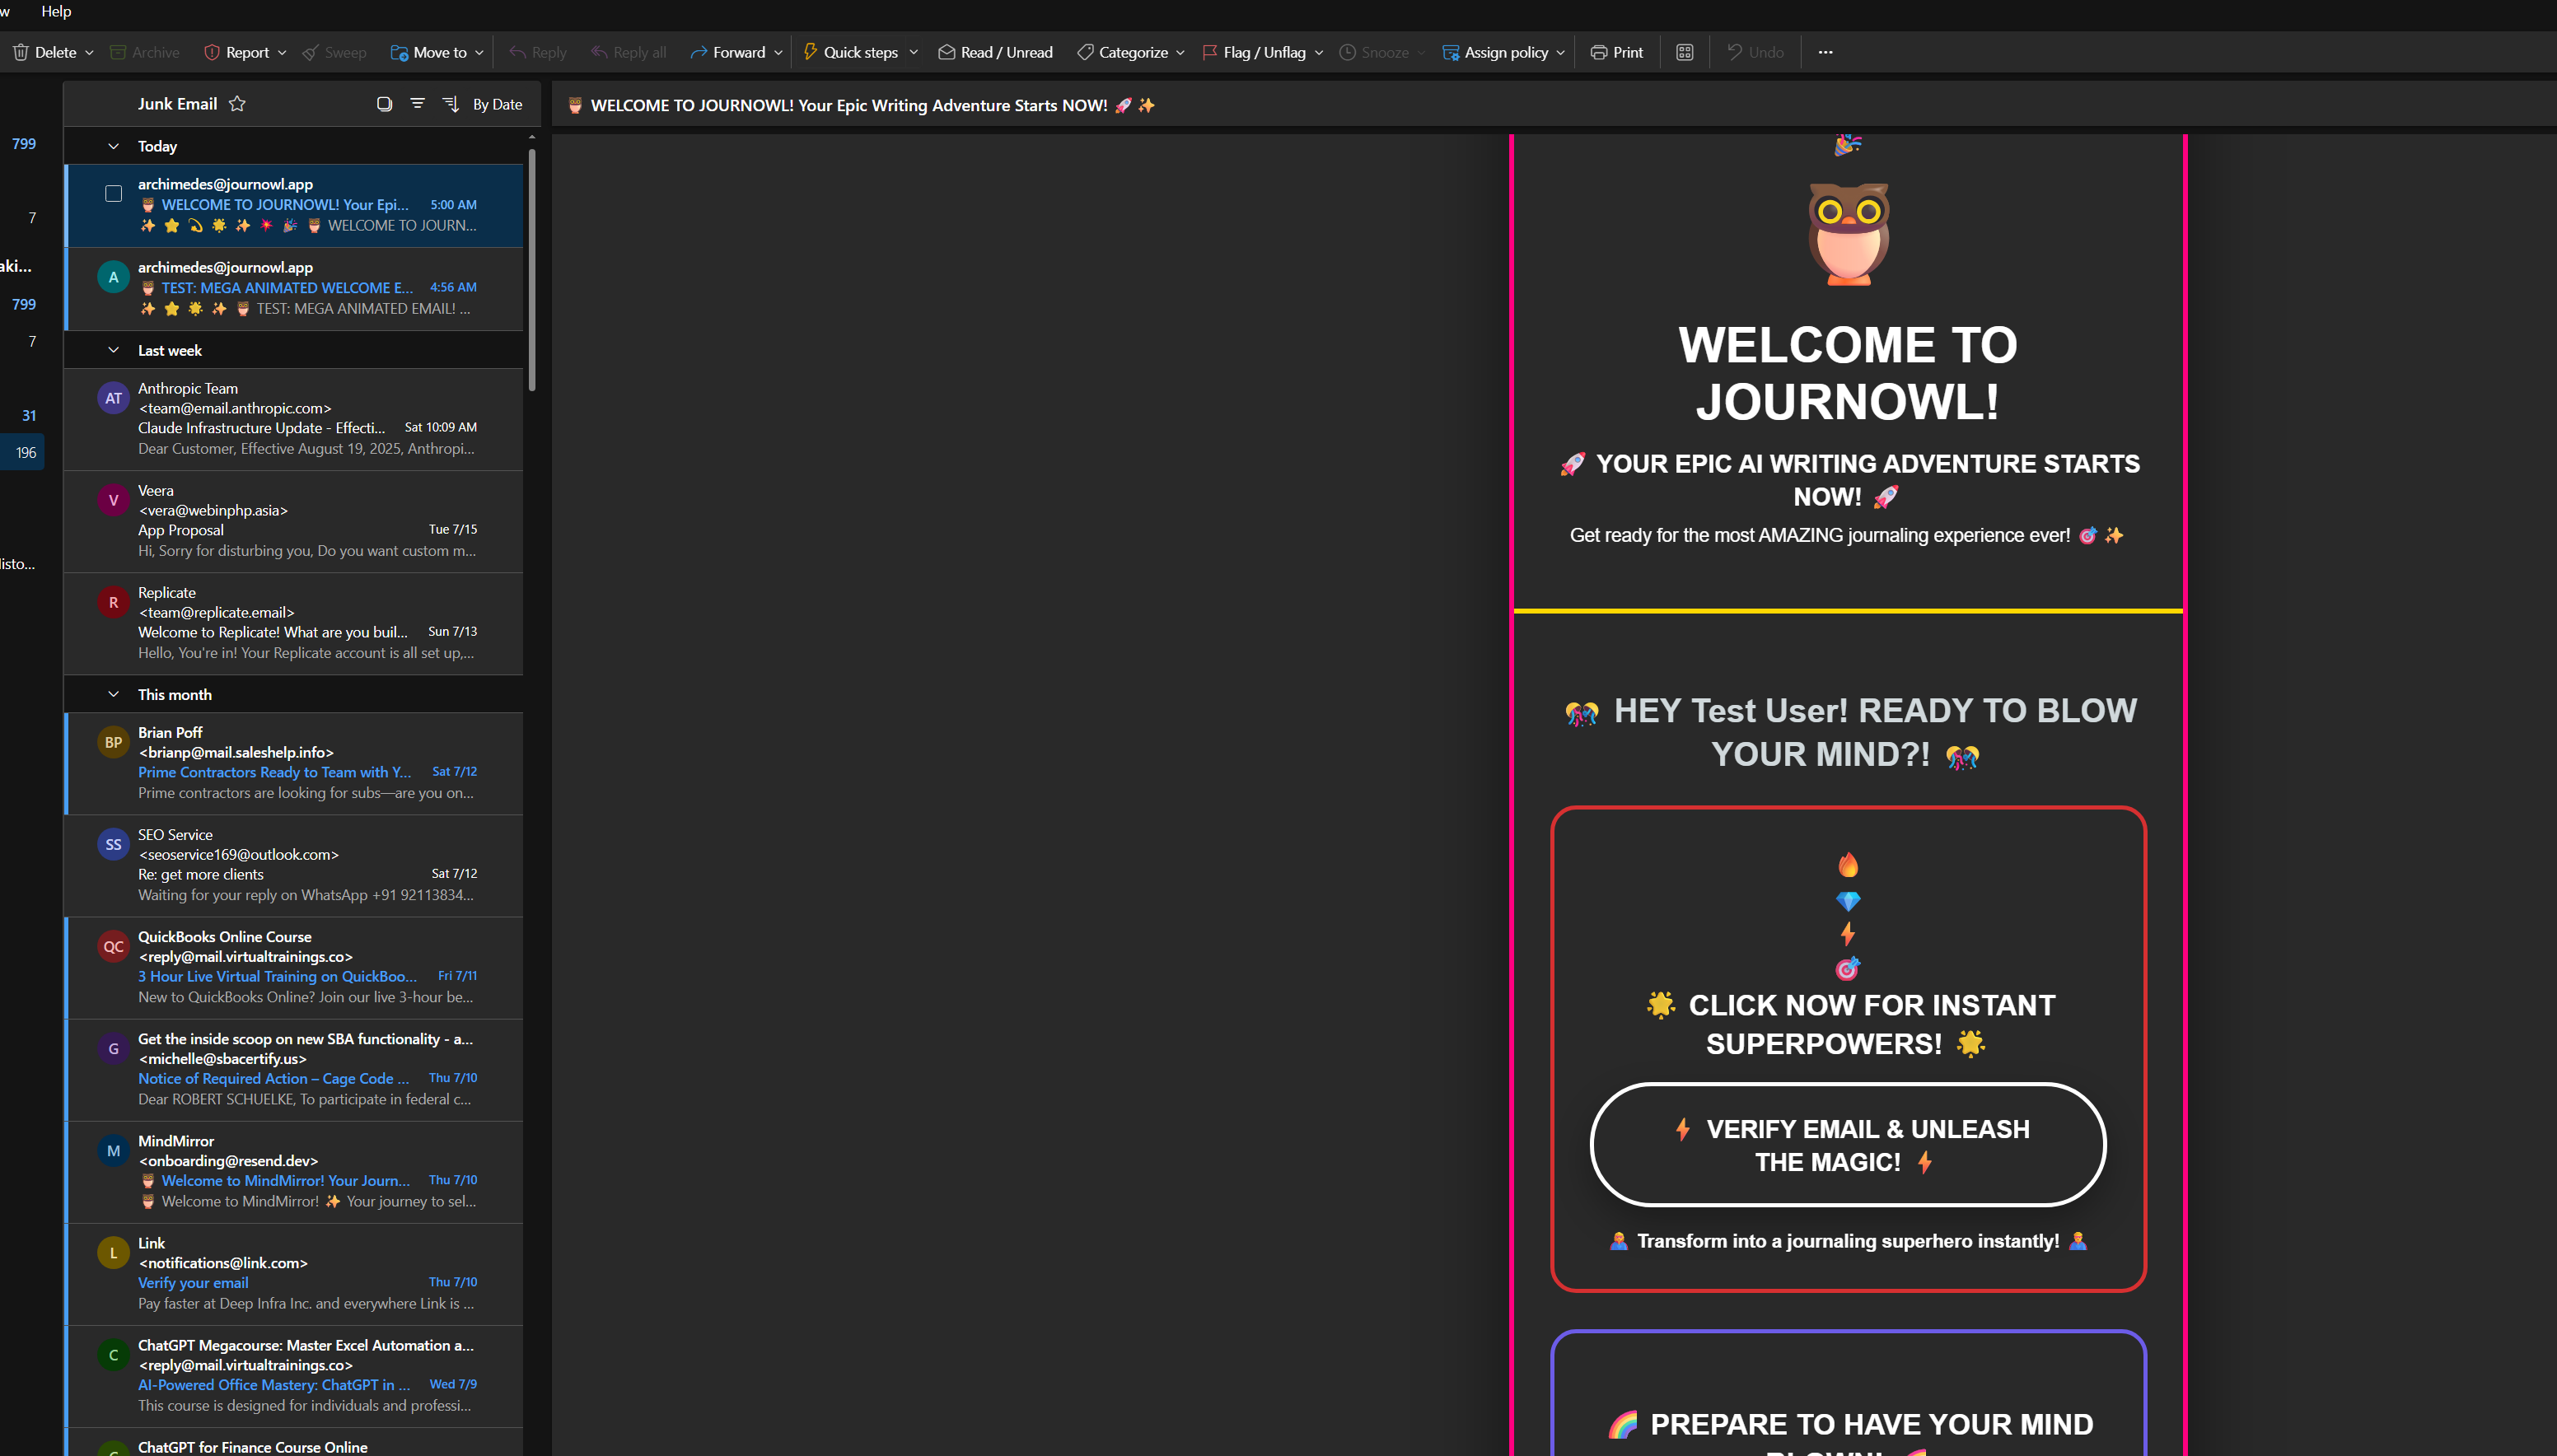 Help
Delete
Archive
Report
Sweep
Move to
Reply
Reply all
Forward
Quick steps
Read / Unread
Categorize
Flag / Unflag
Snooze
Assign policy
Print
Undo
799
7
aki...
799
7
31
196
listo...
Junk Email
By Date
Today
archimedes@journowl.app
🦉 WELCOME TO JOURNOWL! Your Epi... 5:00 AM
✨ ⭐ 💫 🌟 ✨ 💥 🎉 🦉 WELCOME TO JOURN...
A
archimedes@journowl.app
🦉 TEST: MEGA ANIMATED WELCOME E... 4:56 AM
✨ ⭐ 🌟 ✨ 🦉 TEST: MEGA ANIMATED EMAIL! ...
Last week
AT
Anthropic Team
<team@email.anthropic.com>
Claude Infrastructure Update - Effecti... Sat 10:09 AM
Dear Customer, Effective August 19, 2025, Anthropi...
V
Veera
<vera@webinphp.asia>
App Proposal Tue 7/15
Hi, Sorry for disturbing you, Do you want custom m...
R
Replicate
<team@replicate.email>
Welcome to Replicate! What are you buil... Sun 7/13
Hello, You're in! Your Replicate account is all set up,...
This month
BP
Brian Poff
<brianp@mail.saleshelp.info>
Prime Contractors Ready to Team with Y... Sat 7/12
Prime contractors are looking for subs—are you on...
SS
SEO Service
<seoservice169@outlook.com>
Re: get more clients Sat 7/12
Waiting for your reply on WhatsApp +91 92113834...
QC
QuickBooks Online Course
<reply@mail.virtualtrainings.co>
3 Hour Live Virtual Training on QuickBoo... Fri 7/11
New to QuickBooks Online? Join our live 3-hour be...
G
Get the inside scoop on new SBA functionality - a...
<michelle@sbacertify.us>
Notice of Required Action – Cage Code ... Thu 7/10
Dear ROBERT SCHUELKE, To participate in federal c...
M
MindMirror
<onboarding@resend.dev>
🦉 Welcome to MindMirror! Your Journ... Thu 7/10
🦉 Welcome to MindMirror! ✨ Your journey to sel...
L
Link
<notifications@link.com>
Verify your email Thu 7/10
Pay faster at Deep Infra Inc. and everywhere Link is ...
C
ChatGPT Megacourse: Master Excel Automation a...
<reply@mail.virtualtrainings.co>
AI-Powered Office Mastery: ChatGPT in ... Wed 7/9
This course is designed for individuals and professi...
ChatGPT for Finance Course Online
🦉 WELCOME TO JOURNOWL! Your Epic Writing Adventure Starts NOW! 🚀 ✨
WELCOME TO
JOURNOWL!
🚀 YOUR EPIC AI WRITING ADVENTURE STARTS
NOW! 🚀
Get ready for the most AMAZING journaling experience ever! 🎯 ✨
🎊 HEY Test User! READY TO BLOW
YOUR MIND?! 🎊
🌟 CLICK NOW FOR INSTANT
SUPERPOWERS! 🌟
⚡ VERIFY EMAIL & UNLEASH
THE MAGIC! ⚡
Transform into a journaling superhero instantly!
🌈 PREPARE TO HAVE YOUR MIND
BLOWN! 🌈